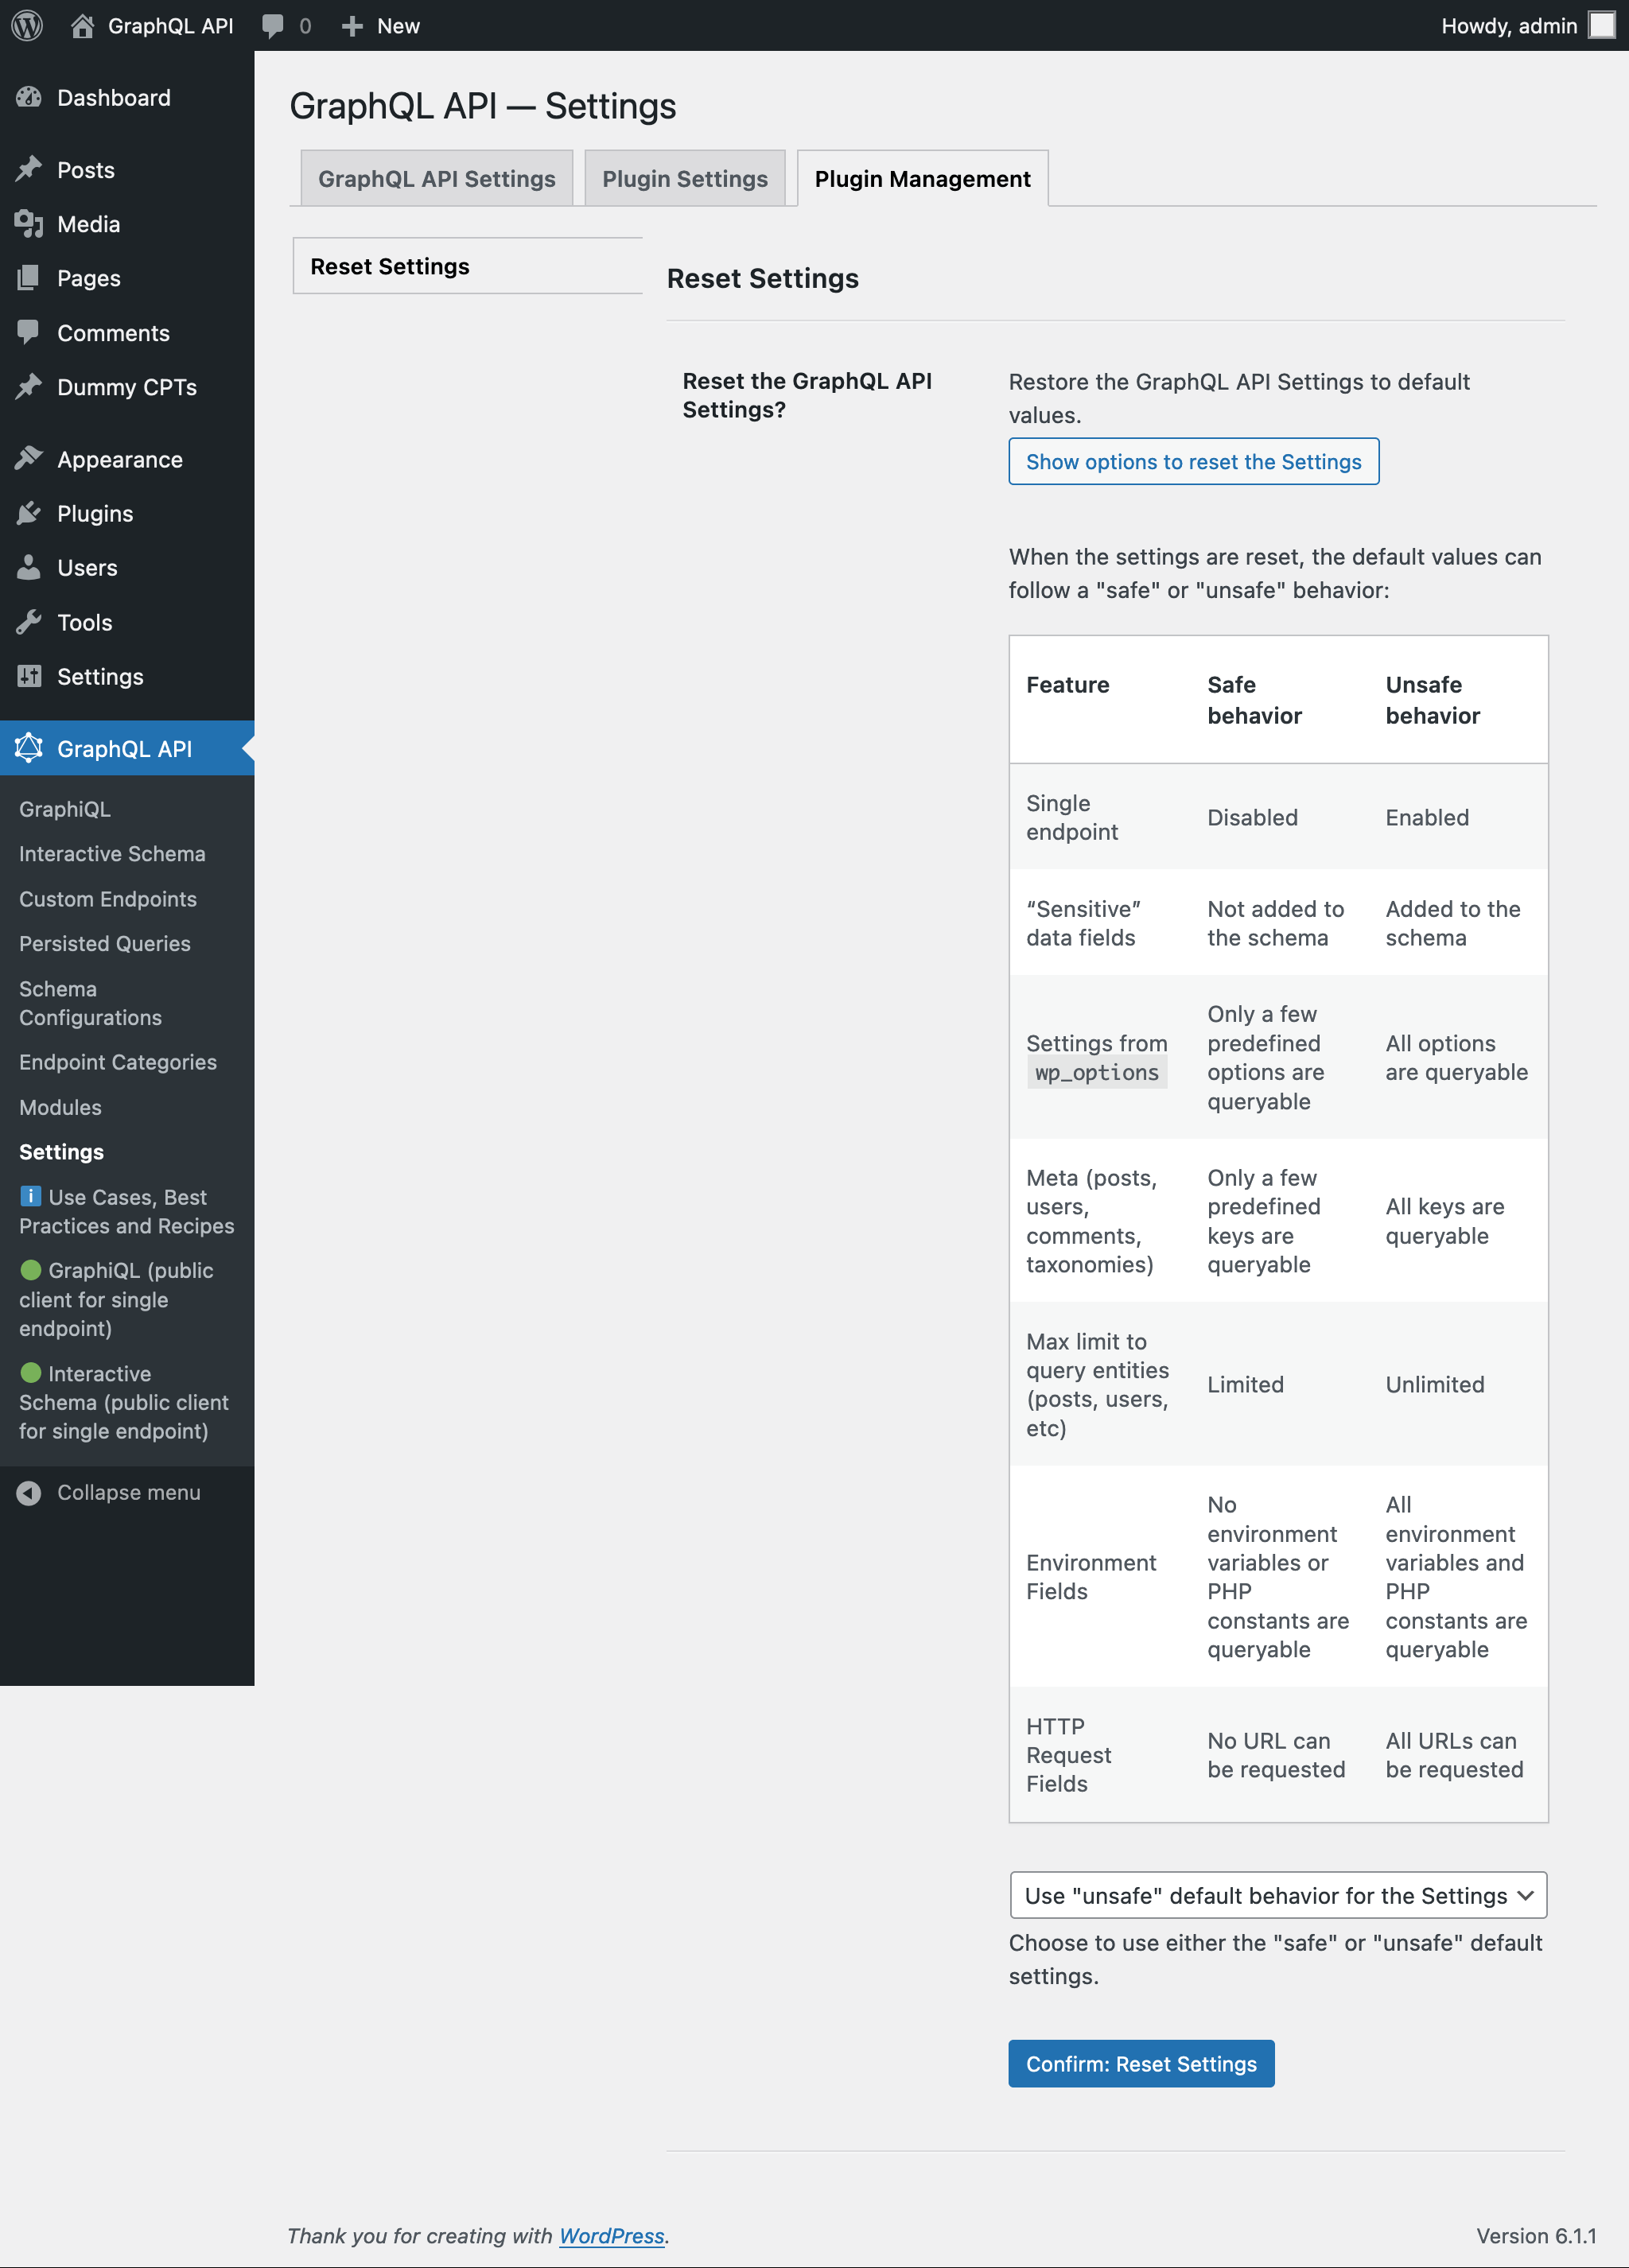 GraphQL API 0 New Howdy, admin
Dashboard
Posts
Media
Pages
Comments
Dummy CPTs
Appearance
Plugins
Users
Tools
Settings
GraphQL API
GraphiQL
Interactive Schema
Custom Endpoints
Persisted Queries
Schema
Configurations
Endpoint Categories
Modules
Settings
Use Cases, Best
Practices and Recipes
GraphiQL (public
client for single
endpoint)
Interactive
Schema (public client
for single endpoint)
Collapse menu
GraphQL API — Settings
GraphQL API Settings Plugin Settings Plugin Management
Reset Settings
Reset Settings
Reset the GraphQL API
Settings?
Restore the GraphQL API Settings to default
values.
Show options to reset the Settings
When the settings are reset, the default values can
follow a "safe" or "unsafe" behavior:
Feature
Safe
behavior
Unsafe
behavior
Single
endpoint
Disabled
Enabled
“Sensitive”
data fields
Not added to
the schema
Added to the
schema
Settings from
wp_options
Only a few
predefined
options are
queryable
All options
are queryable
Meta (posts,
users,
comments,
taxonomies)
Only a few
predefined
keys are
queryable
All keys are
queryable
Max limit to
query entities
(posts, users,
etc)
Limited
Unlimited
Environment
Fields
No
environment
variables or
PHP
constants are
queryable
All
environment
variables and
PHP
constants are
queryable
HTTP
Request
Fields
No URL can
be requested
All URLs can
be requested
Use "unsafe" default behavior for the Settings
Choose to use either the "safe" or "unsafe" default
settings.
Confirm: Reset Settings
Thank you for creating with WordPress. Version 6.1.1